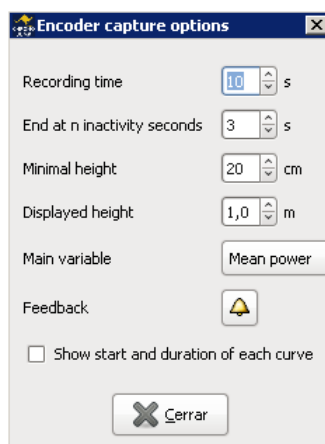 Encoder capture options
Recording time 10 s
End at n inactivity seconds 3 s
Minimal height 20 cm
Displayed height 1,0 m
Main variable Mean power
Feedback
Show start and duration of each curve
Cerrar